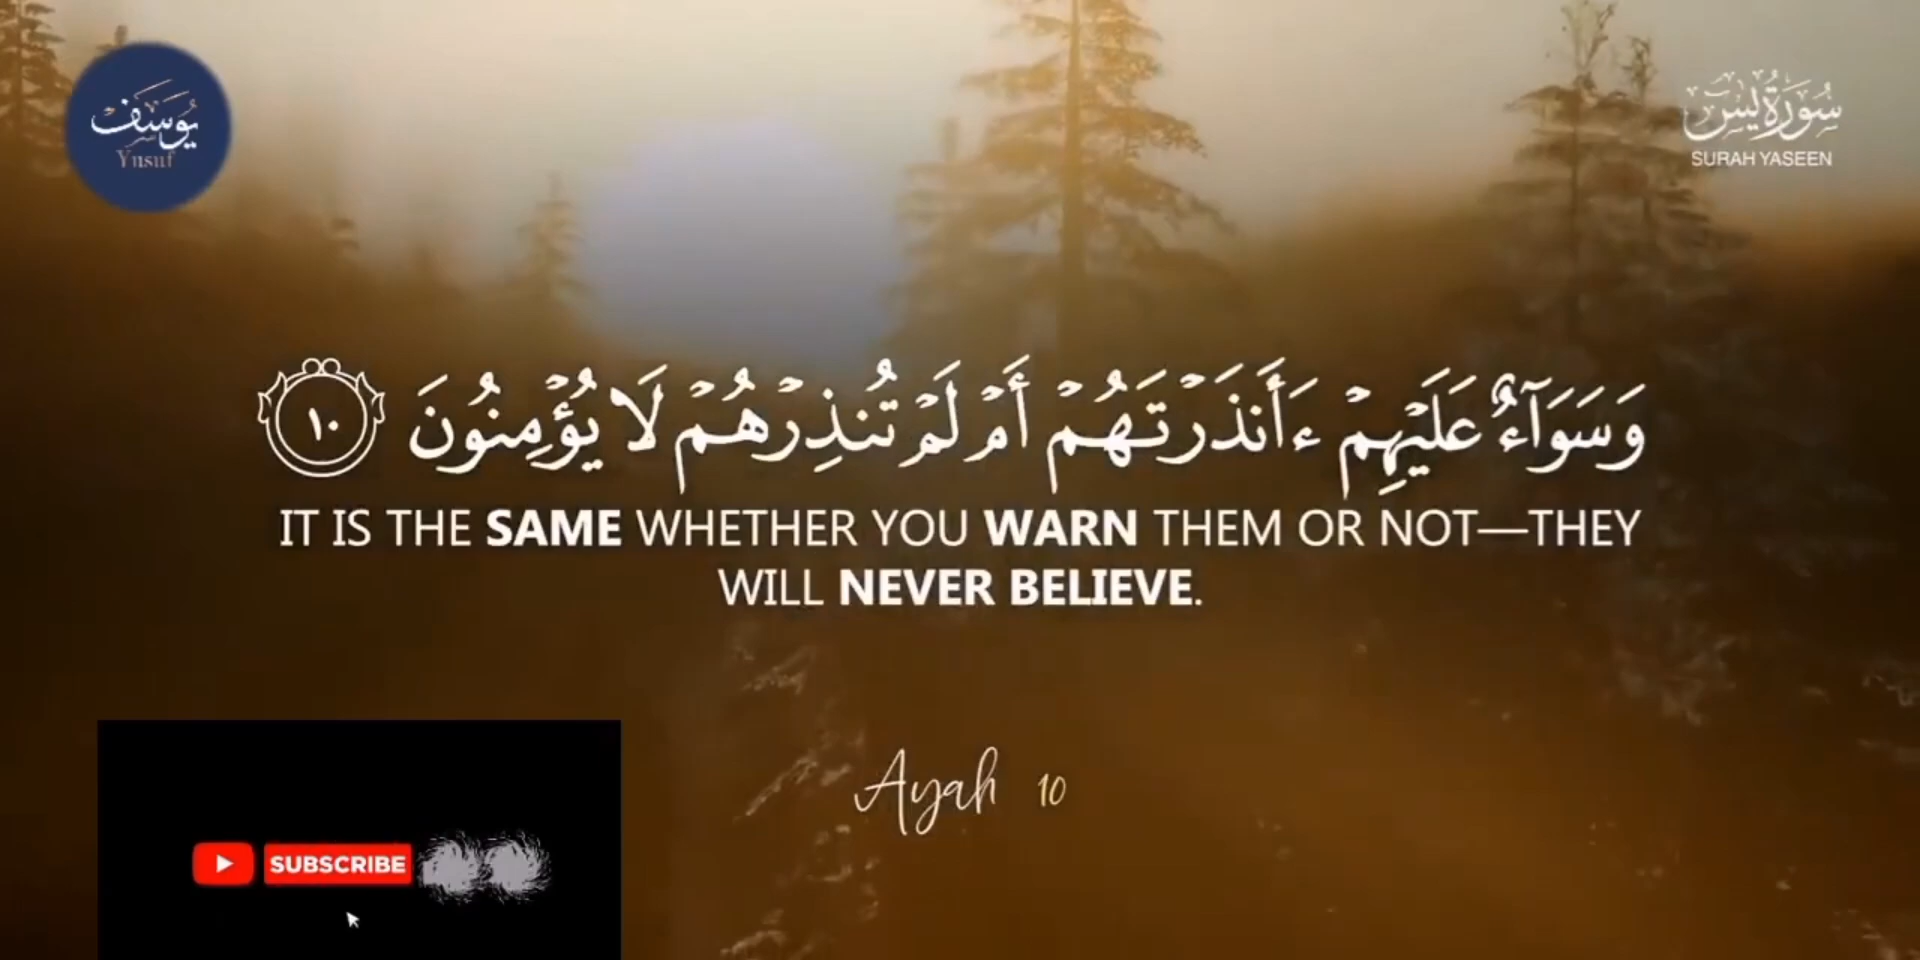 يُوسَف
Yusuf
سُورَةُ يسٓ
SURAH YASEEN
وَسَوَآءٌ عَلَيْهِمْ ءَأَنذَرْتَهُمْ أَمْ لَمْ تُنذِرْهُمْ لَا يُؤْمِنُونَ ١٠
IT IS THE SAME WHETHER YOU WARN THEM OR NOT—THEY
WILL NEVER BELIEVE.
Ayah 10
SUBSCRIBE